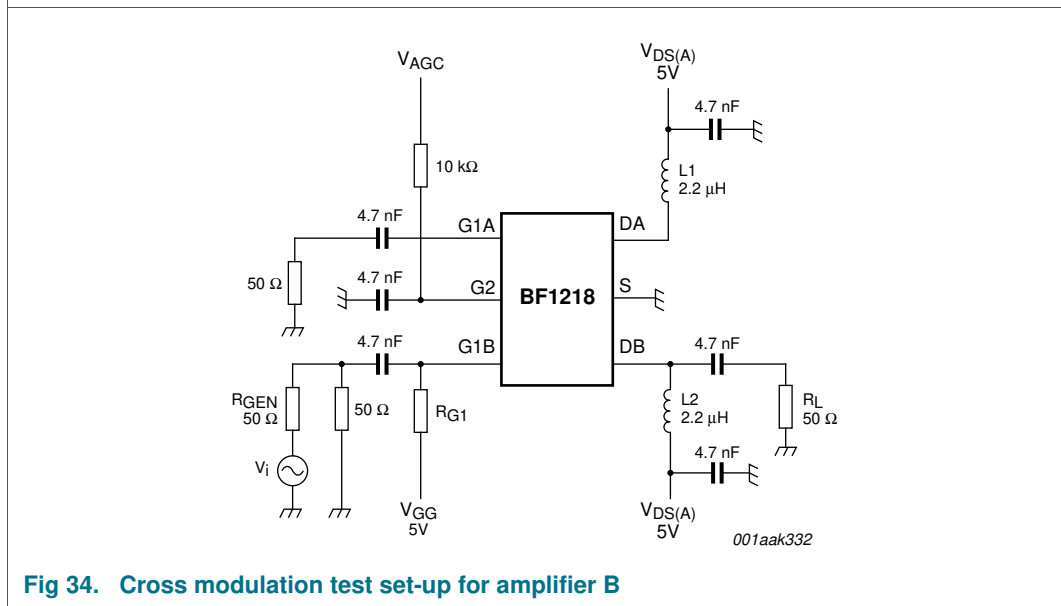 VDS(A)
5V
VAGC
4.7 nF
10 kΩ
L1
2.2 μH
4.7 nF
G1A
DA
50 Ω
4.7 nF
G2
BF1218
S
4.7 nF
G1B
DB
4.7 nF
RGEN
50 Ω
50 Ω
RG1
L2
2.2 μH
RL
50 Ω
4.7 nF
Vi
VGG
5V
VDS(A)
5V
001aak332
Fig 34. Cross modulation test set-up for amplifier B